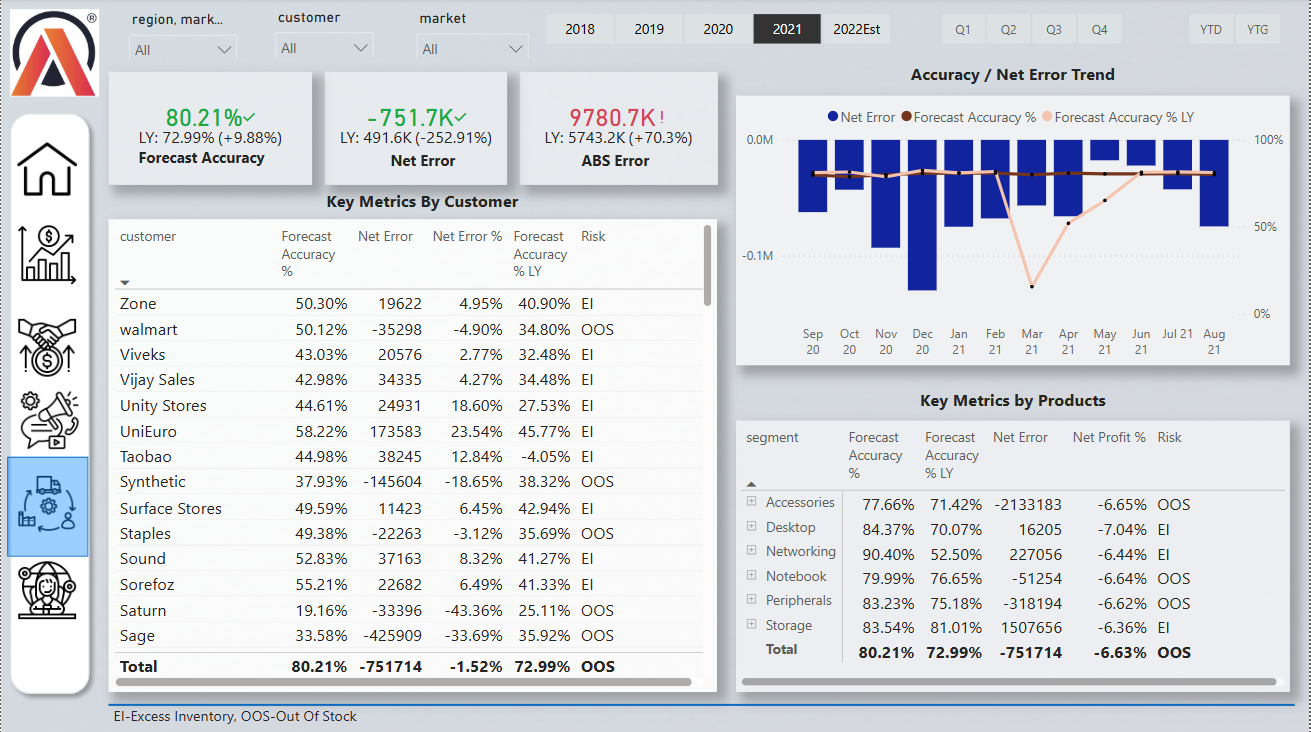 ®
region, mark... customer market
All All All
2018 2019 2020 2021 2022Est
Q1 Q2 Q3 Q4
YTD YTG
80.21%
LY: 72.99% (+9.88%)
Forecast Accuracy
-751.7K
LY: 491.6K (-252.91%)
Net Error
9780.7K!
LY: 5743.2K (+70.3%)
ABS Error
Key Metrics By Customer
customer Forecast Accuracy % Net Error Net Error % Forecast Accuracy % LY Risk
Zone 50.30% 19622 4.95% 40.90% EI
walmart 50.12% -35298 -4.90% 34.80% OOS
Viveks 43.03% 20576 2.77% 32.48% EI
Vijay Sales 42.98% 34335 4.27% 34.48% EI
Unity Stores 44.61% 24931 18.60% 27.53% EI
UniEuro 58.22% 173583 23.54% 45.77% EI
Taobao 44.98% 38245 12.84% -4.05% EI
Synthetic 37.93% -145604 -18.65% 38.32% OOS
Surface Stores 49.59% 11423 6.45% 42.94% EI
Staples 49.38% -22263 -3.12% 35.69% OOS
Sound 52.83% 37163 8.32% 41.27% EI
Sorefoz 55.21% 22682 6.49% 41.33% EI
Saturn 19.16% -33396 -43.36% 25.11% OOS
Sage 33.58% -425909 -33.69% 35.92% OOS
Total 80.21% -751714 -1.52% 72.99% OOS
Accuracy / Net Error Trend
Net Error Forecast Accuracy % Forecast Accuracy % LY
0.0M 100%
50%
-0.1M
0%
Sep Oct Nov Dec Jan Feb Mar Apr May Jun Jul 21 Aug
20 20 20 20 21 21 21 21 21 21 21
Key Metrics by Products
segment Forecast Accuracy % Forecast Accuracy % LY Net Error Net Profit % Risk
Accessories 77.66% 71.42% -2133183 -6.65% OOS
Desktop 84.37% 70.07% 16205 -7.04% EI
Networking 90.40% 52.50% 227056 -6.44% EI
Notebook 79.99% 76.65% -51254 -6.64% OOS
Peripherals 83.23% 75.18% -318194 -6.62% OOS
Storage 83.54% 81.01% 1507656 -6.36% EI
Total 80.21% 72.99% -751714 -6.63% OOS
EI-Excess Inventory, OOS-Out Of Stock